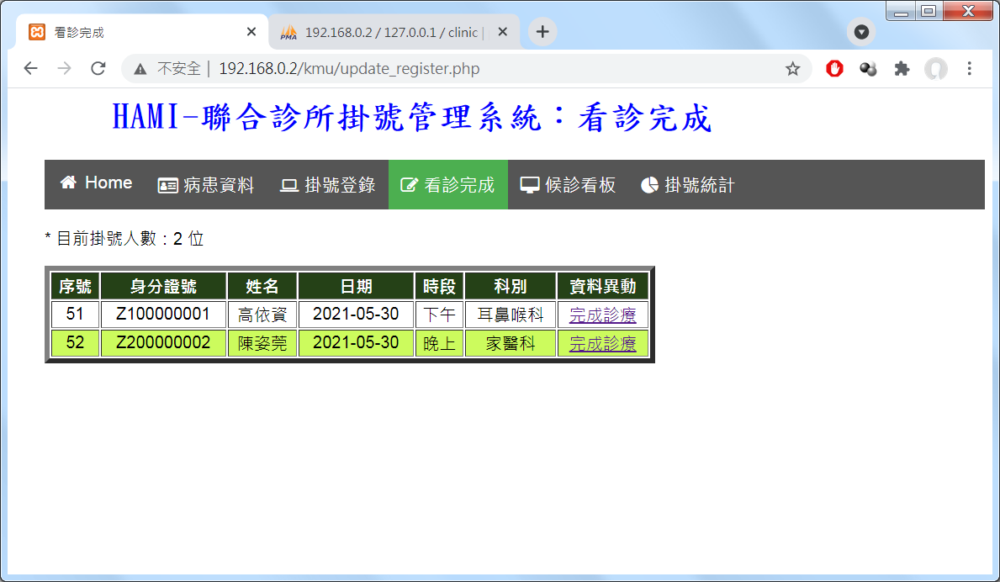 看診完成
PMA 192.168.0.2 / 127.0.0.1 / clinic |
不安全 | 192.168.0.2/kmu/update_register.php
HAMI-聯合診所掛號管理系統：看診完成
Home 病患資料 掛號登錄 看診完成 候診看板 掛號統計
* 目前掛號人數：2 位
序號 身分證號 姓名 日期 時段 科別 資料異動
51 Z100000001 高依資 2021-05-30 下午 耳鼻喉科 完成診療
52 Z200000002 陳姿莞 2021-05-30 晚上 家醫科 完成診療